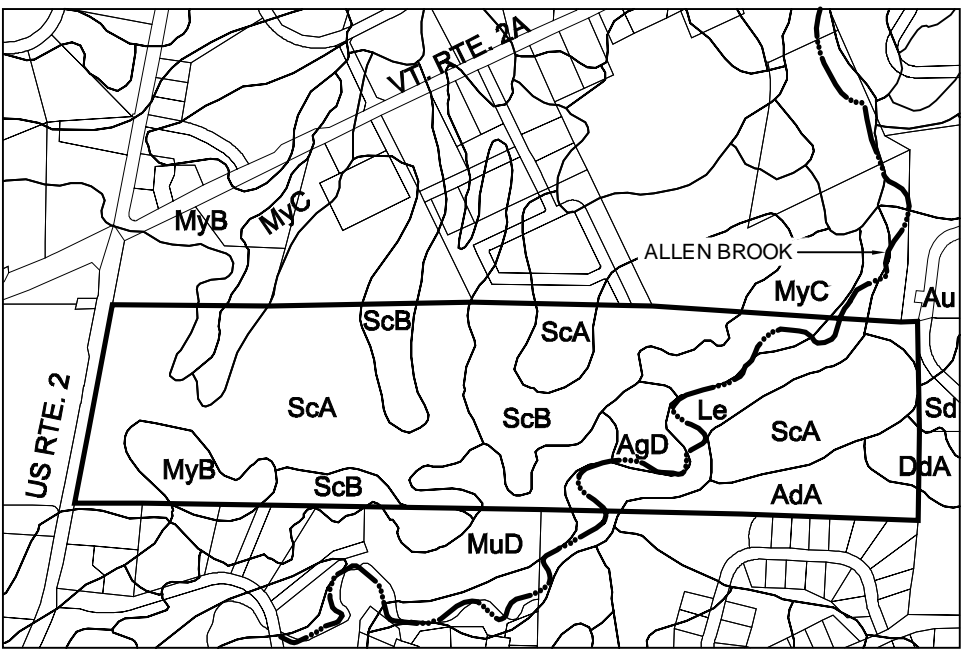 VT. RTE. 2A
MyB
MyC
ALLEN BROOK
MyC
Au
ScB
ScA
US RTE. 2
ScA
ScB
AgD
Le
ScA
Sd
MyB
ScB
DdA
AdA
MuD